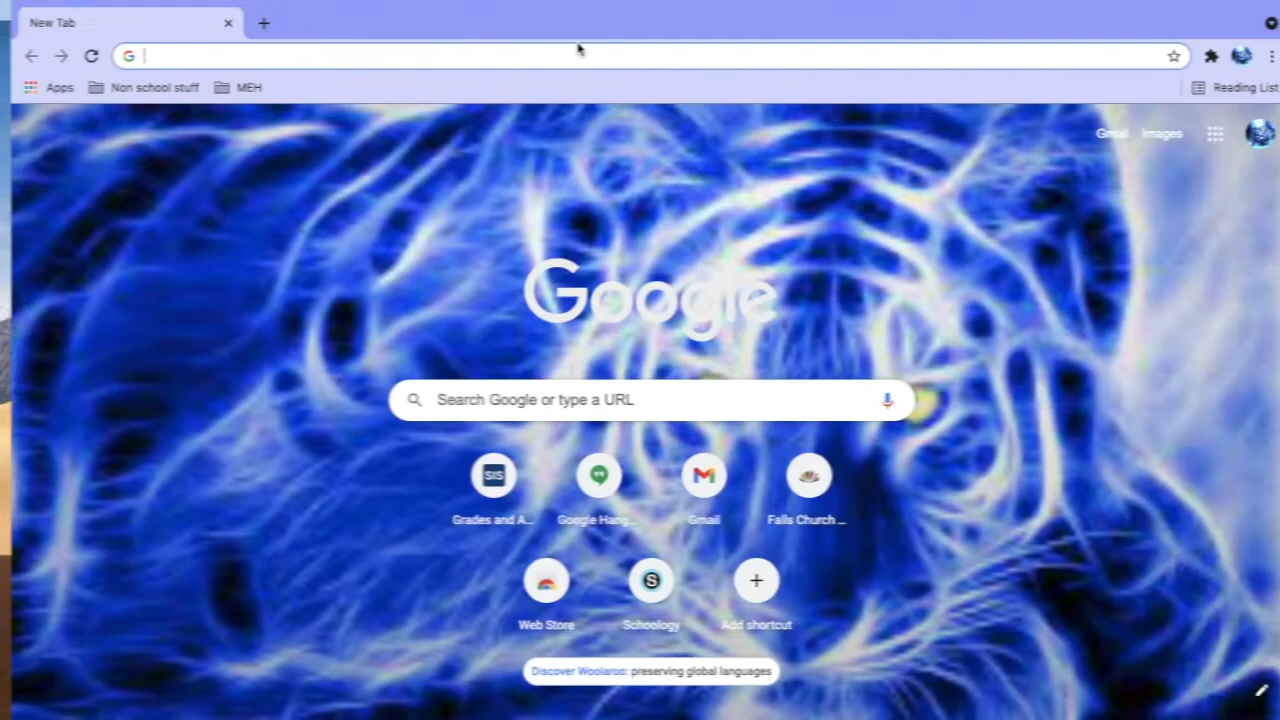 New Tab
Apps Non school stuff MEH Reading List
Gmail Images
Google
Search Google or type a URL
SIS
Grades and A... Google Hang... Gmail Falls Church ...
S
Web Store Schoology Add shortcut
Discover Woolaroo: preserving global languages